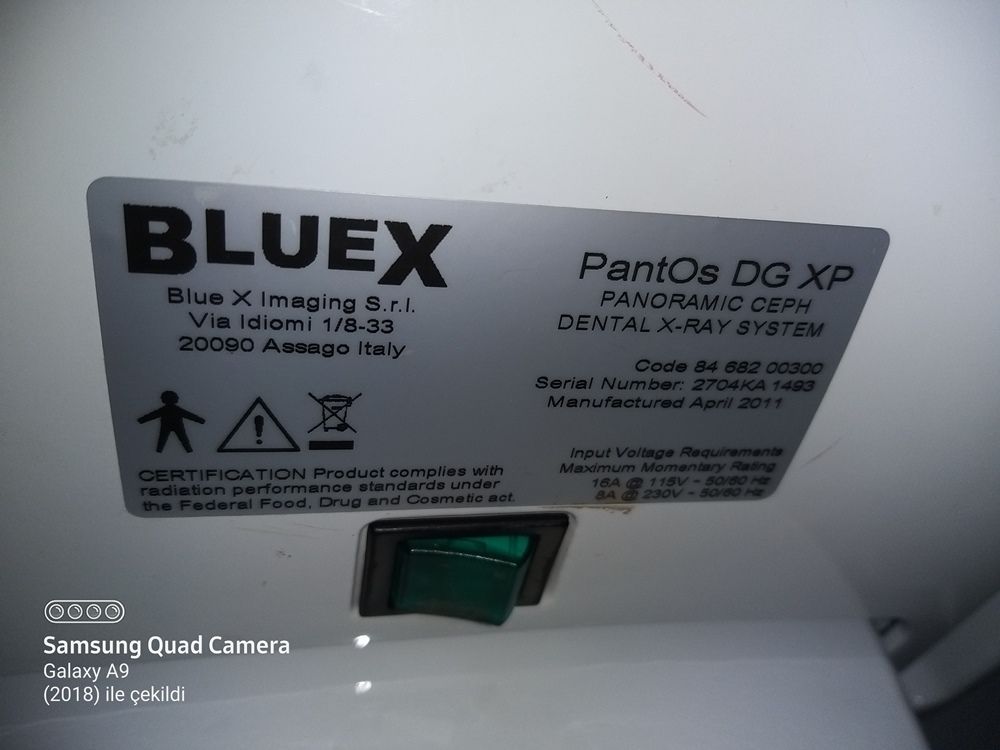 BLUEX
Blue X Imaging S.r.l.
Via Idiomi 1/8-33
20090 Assago Italy
PantOs DG XP
PANORAMIC CEPH
DENTAL X-RAY SYSTEM
Code 84 682 00300
Serial Number: 2704KA 1493
Manufactured April 2011
CERTIFICATION Product complies with
radiation performance standards under
the Federal Food, Drug and Cosmetic act.
Input Voltage Requirements
Maximum Momentary Rating
16A @ 115V ~ 50/60 Hz
8A @ 230V ~ 50/60 Hz
Samsung Quad Camera
Galaxy A9
(2018) ile çekildi